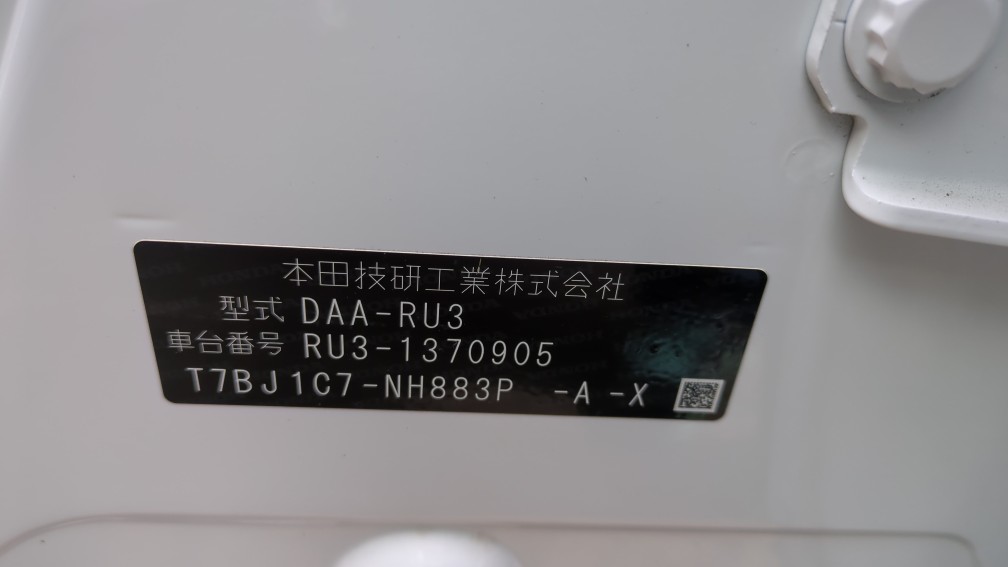 本田技研工業株式会社
型式 DAA-RU3
車台番号 RU3-1370905
T7BJ1C7-NH883P -A -X